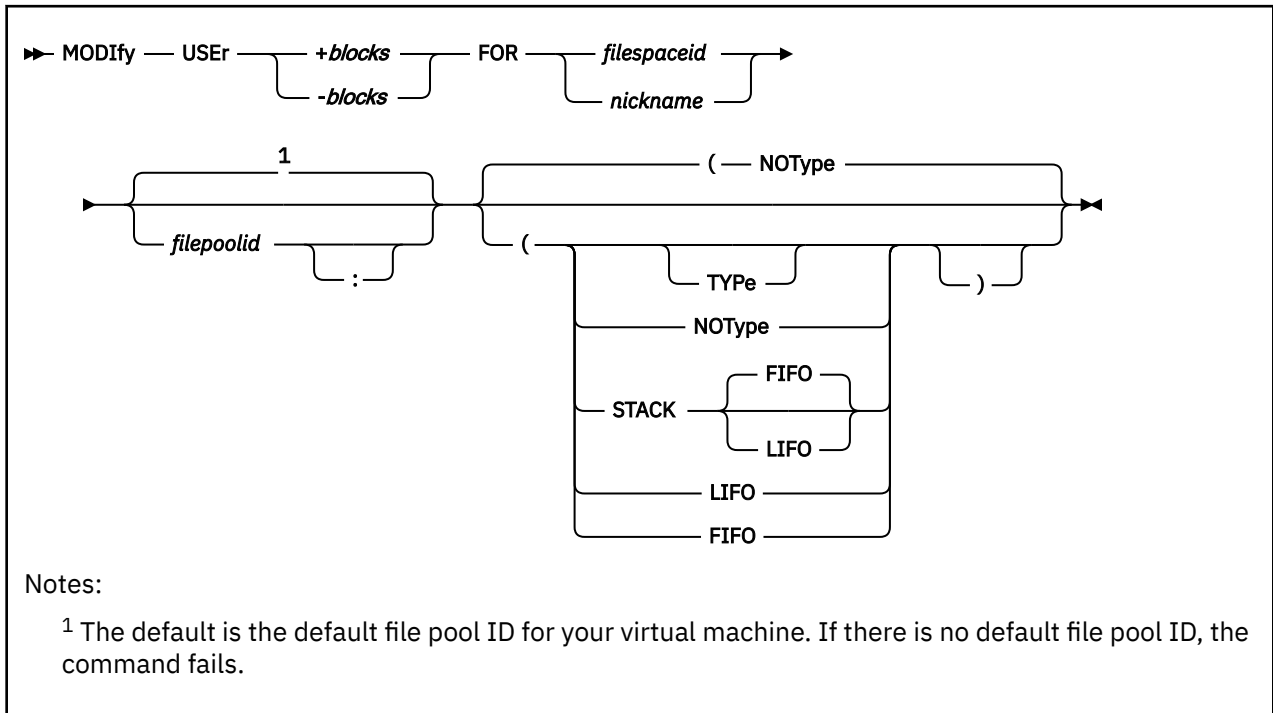 MODIfy USEr +blocks FOR filespaceid
-blocks nickname
1 ( NOType
filepoolid : ( TYPe )
NOType
FIFO
STACK
LIFO
LIFO
FIFO
Notes:
1 The default is the default file pool ID for your virtual machine. If there is no default file pool ID, the
command fails.